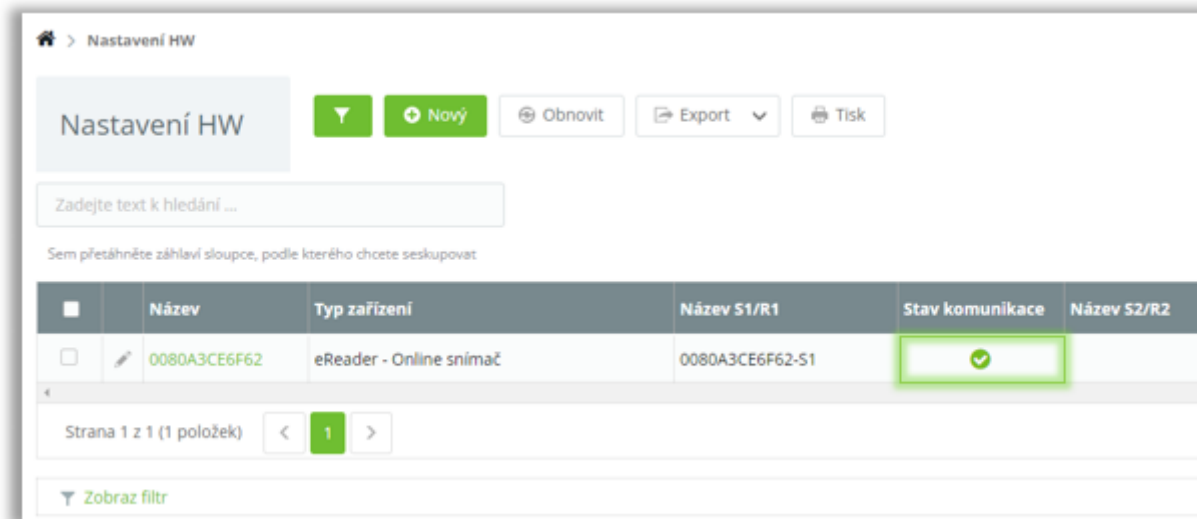 > Nastavení HW
Nastavení HW
Nový
Obnovit
Export
Tisk
Zadejte text k hledání ...
Sem přetáhněte záhlaví sloupce, podle kterého chcete seskupovat
Název Typ zařízení Název S1/R1 Stav komunikace Název S2/R2
0080A3CE6F62 eReader - Online snímač 0080A3CE6F62-S1
Strana 1 z 1 (1 položek) < 1 >
Zobraz filtr